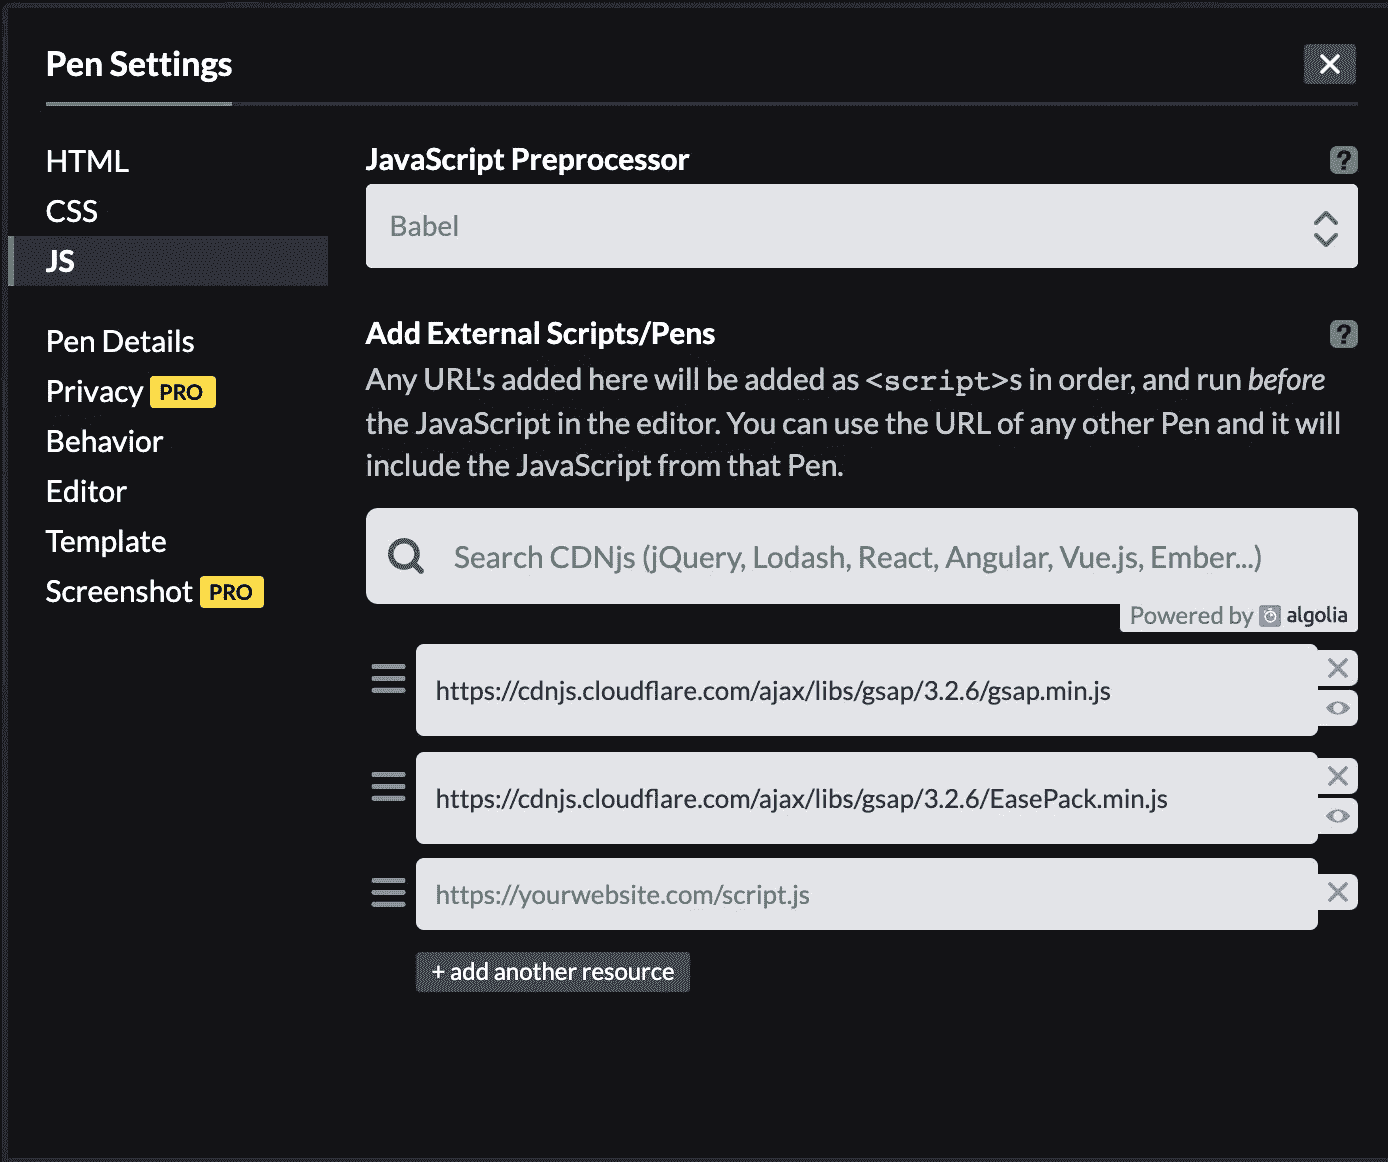 Pen Settings
HTML
CSS
JS
Pen Details
Privacy PRO
Behavior
Editor
Template
Screenshot PRO
JavaScript Preprocessor
?
Babel
Add External Scripts/Pens
?
Any URL's added here will be added as <script>s in order, and run before
the JavaScript in the editor. You can use the URL of any other Pen and it will
include the JavaScript from that Pen.
Search CDNjs (jQuery, Lodash, React, Angular, Vue.js, Ember...)
Powered by algolia
https://cdnjs.cloudflare.com/ajax/libs/gsap/3.2.6/gsap.min.js
https://cdnjs.cloudflare.com/ajax/libs/gsap/3.2.6/EasePack.min.js
https://yourwebsite.com/script.js
+ add another resource